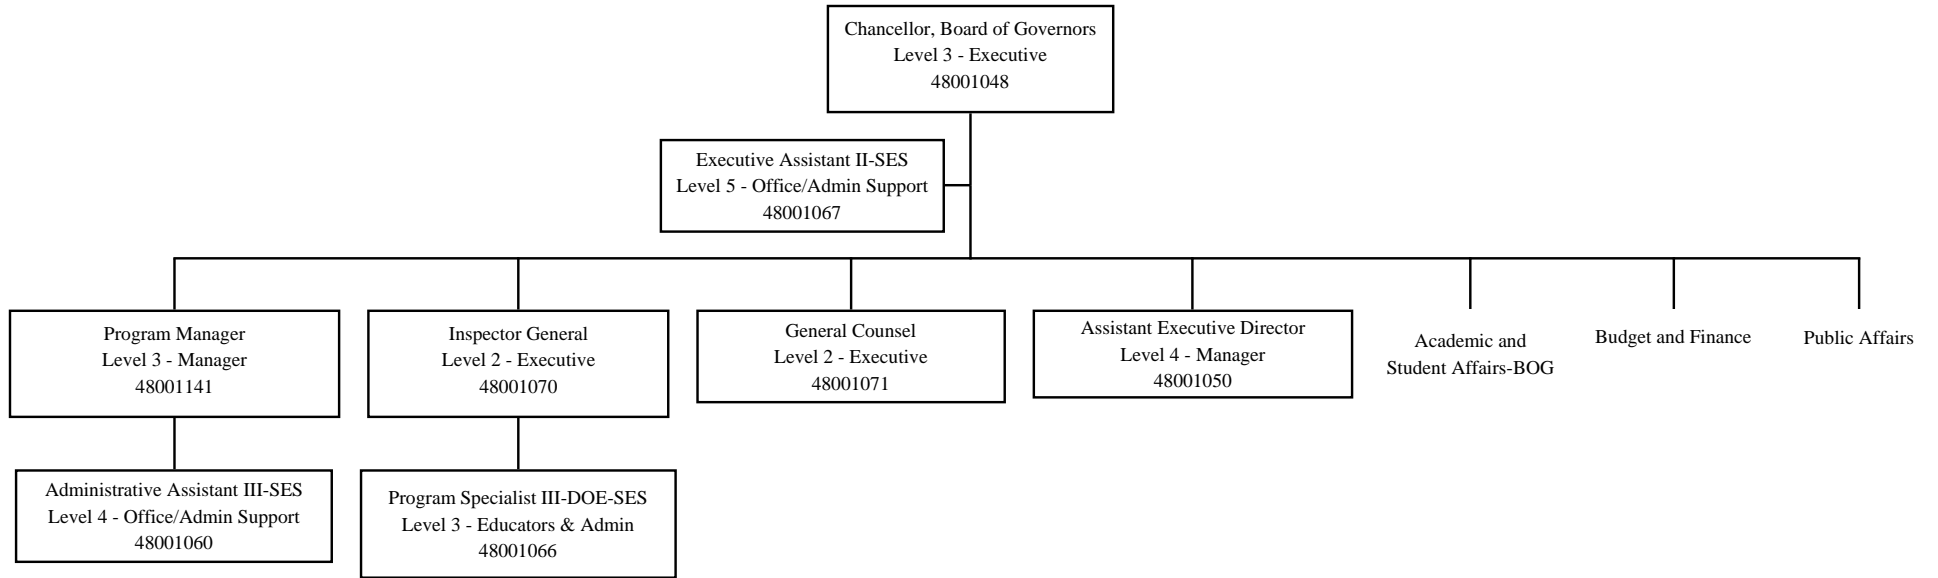 Chancellor, Board of Governors
Level 3 - Executive
48001048
Executive Assistant II-SES
Level 5 - Office/Admin Support
48001067
Program Manager
Level 3 - Manager
48001141
Inspector General
Level 2 - Executive
48001070
General Counsel
Level 2 - Executive
48001071
Assistant Executive Director
Level 4 - Manager
48001050
Academic and
Student Affairs-BOG
Budget and Finance
Public Affairs
Administrative Assistant III-SES
Level 4 - Office/Admin Support
48001060
Program Specialist III-DOE-SES
Level 3 - Educators & Admin
48001066